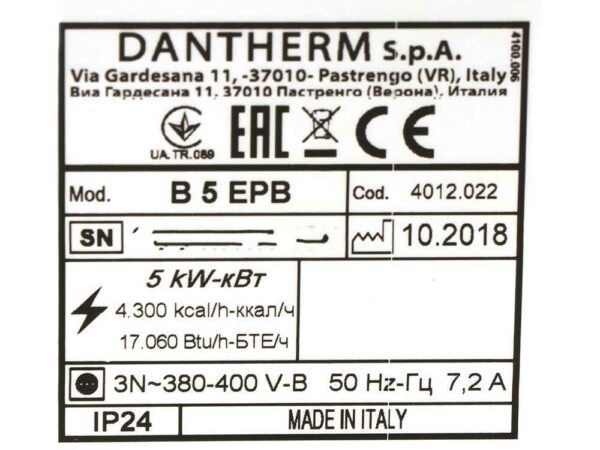 DANTHERM S.p.A.
Via Gardesana 11, -37010- Pastrengo (VR), Italy
Виа Гардесана 11, 37010 Пастренго (Верона), Италия
4100.006
UA.TR.089
EAC CE
Mod. B 5 EPB Cod. 4012.022
SN 10.2018
5 kW-кВт
4.300 kcal/h-ккал/ч
17.060 Btu/h-БТЕ/ч
3N~380-400 V-B 50 Hz-Гц 7,2 A
IP24 MADE IN ITALY